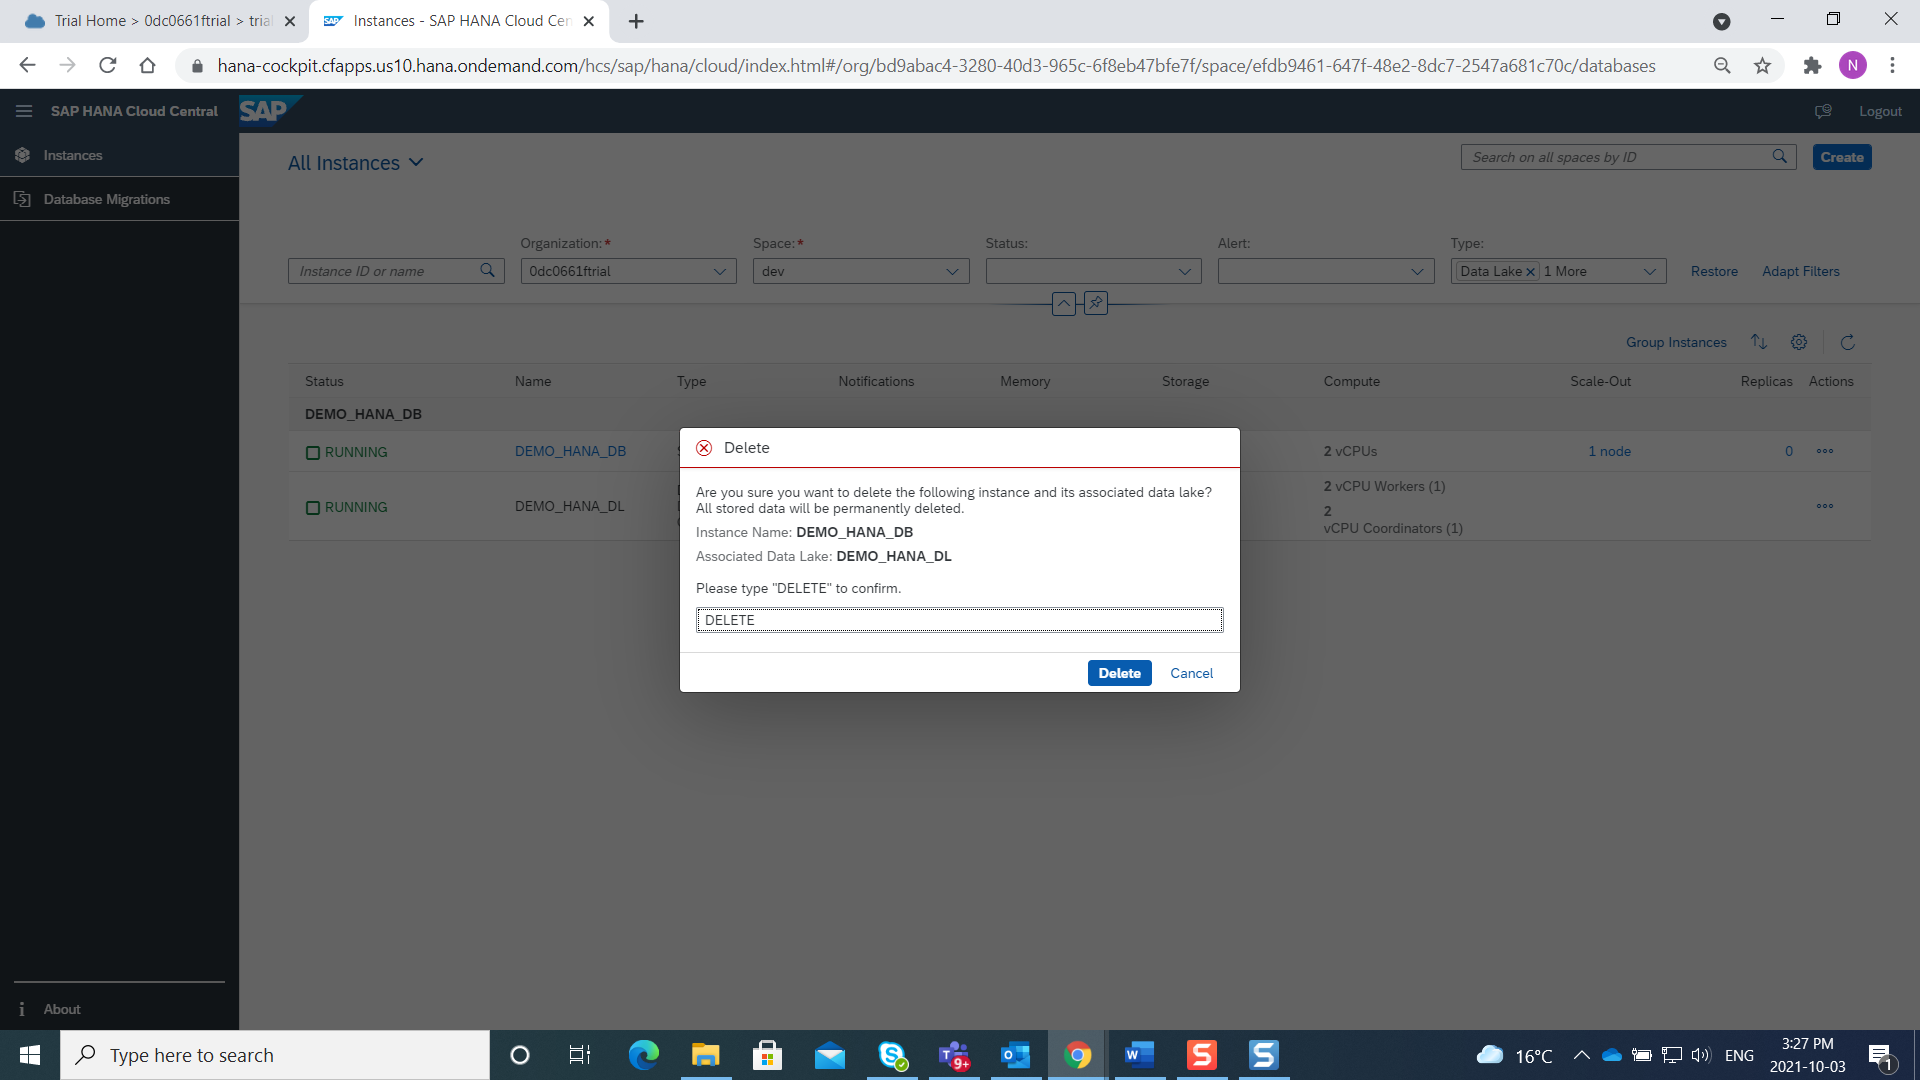 Trial Home > 0dc0661ftrial > trial
Instances - SAP HANA Cloud Cen
hana-cockpit.cfapps.us10.hana.ondemand.com/hcs/sap/hana/cloud/index.html#/org/bd9abac4-3280-40d3-965c-6f8eb47bfe7f/space/efdb9461-647f-48e2-8dc7-2547a681c70c/databases
N
SAP HANA Cloud Central
SAP
Logout
Instances
Database Migrations
All Instances
Search on all spaces by ID
Create
Organization:*
Space:*
Status:
Alert:
Type:
Instance ID or name
0dc0661ftrial
dev
Data Lake
1 More
Restore
Adapt Filters
Group Instances
Status
Name
Type
Notifications
Memory
Storage
Compute
Scale-Out
Replicas
Actions
DEMO_HANA_DB
RUNNING
DEMO_HANA_DB
2 vCPUs
1 node
0
RUNNING
DEMO_HANA_DL
2 vCPU Workers (1)
2
vCPU Coordinators (1)
Delete
Are you sure you want to delete the following instance and its associated data lake?
All stored data will be permanently deleted.
Instance Name: DEMO_HANA_DB
Associated Data Lake: DEMO_HANA_DL
Please type "DELETE" to confirm.
DELETE
Delete
Cancel
About
Type here to search
9+
16°C
ENG
3:27 PM
2021-10-03
1